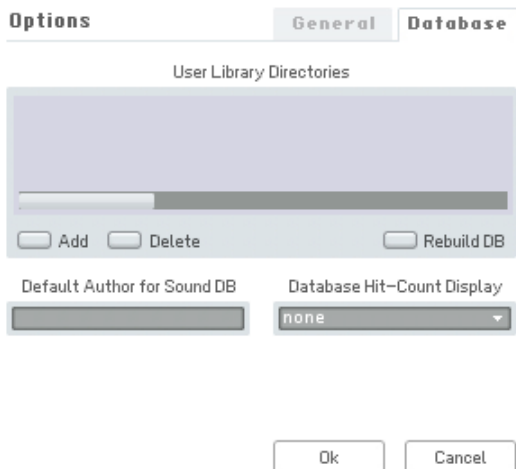 Options
General
Database
User Library Directories
Add
Delete
Rebuild DB
Default Author for Sound DB
Database Hit-Count Display
none
Ok
Cancel